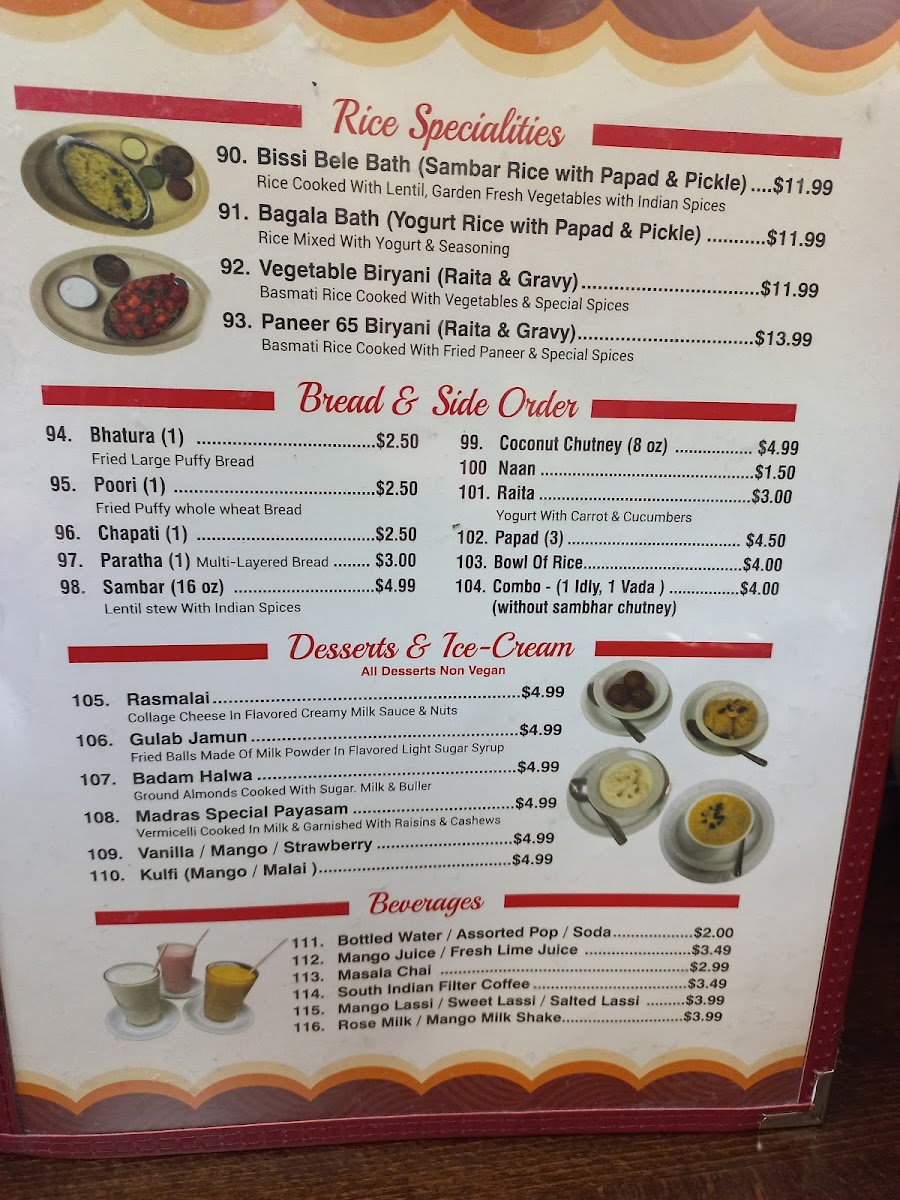 Rice Specialities
90. Bissi Bele Bath (Sambar Rice with Papad & Pickle) ....$11.99
Rice Cooked With Lentil, Garden Fresh Vegetables with Indian Spices
91. Bagala Bath (Yogurt Rice with Papad & Pickle) ...........$11.99
Rice Mixed With Yogurt & Seasoning
92. Vegetable Biryani (Raita & Gravy)..................................$11.99
Basmati Rice Cooked With Vegetables & Special Spices
93. Paneer 65 Biryani (Raita & Gravy)..................................$13.99
Basmati Rice Cooked With Fried Paneer & Special Spices
Bread & Side Order
94. Bhatura (1) ..................................$2.50
Fried Large Puffy Bread
95. Poori (1) ......................................$2.50
Fried Puffy whole wheat Bread
96. Chapati (1) ..................................$2.50
97. Paratha (1) Multi-Layered Bread ........ $3.00
98. Sambar (16 oz) ...........................$4.99
Lentil stew With Indian Spices
99. Coconut Chutney (8 oz) ................ $4.99
100 Naan ............................................$1.50
101. Raita ............................................$3.00
Yogurt With Carrot & Cucumbers
102. Papad (3) ..................................... $4.50
103. Bowl Of Rice..................................$4.00
104. Combo - (1 Idly, 1 Vada ) ...............$4.00
(without sambhar chutney)
Desserts & Ice-Cream
All Desserts Non Vegan
105. Rasmalai..................................................$4.99
Collage Cheese In Flavored Creamy Milk Sauce & Nuts
106. Gulab Jamun...........................................$4.99
Fried Balls Made Of Milk Powder In Flavored Light Sugar Syrup
107. Badam Halwa ..........................................$4.99
Ground Almonds Cooked With Sugar. Milk & Buller
108. Madras Special Payasam ..........................$4.99
Vermicelli Cooked In Milk & Garnished With Raisins & Cashews
109. Vanilla / Mango / Strawberry ......................$4.99
110. Kulfi (Mango / Malai )...............................$4.99
Beverages
111. Bottled Water / Assorted Pop / Soda.................$2.00
112. Mango Juice / Fresh Lime Juice ......................$3.49
113. Masala Chai ..................................................$2.99
114. South Indian Filter Coffee...............................$3.49
115. Mango Lassi / Sweet Lassi / Salted Lassi ........$3.99
116. Rose Milk / Mango Milk Shake.........................$3.99